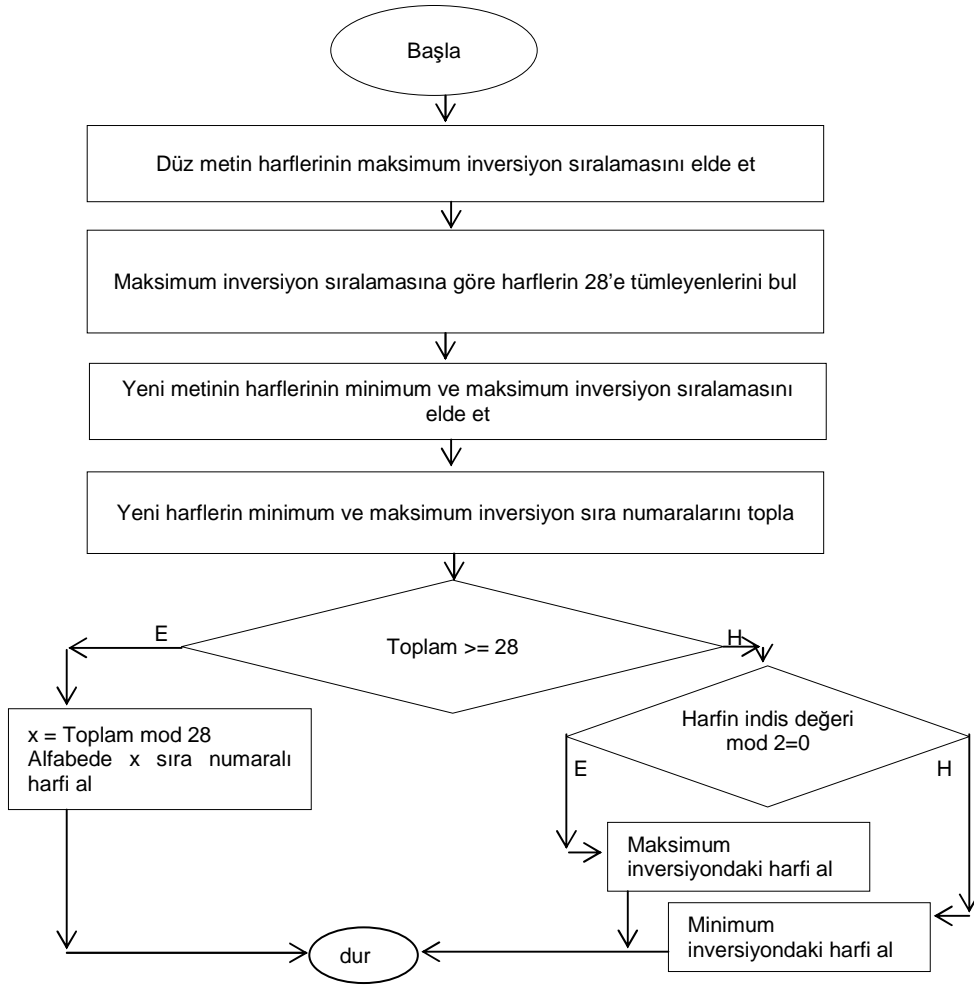 Başla
Düz metin harflerinin maksimum inversiyon sıralamasını elde et
Maksimum inversiyon sıralamasına göre harflerin 28’e tümleyenlerini bul
Yeni metinin harflerinin minimum ve maksimum inversiyon sıralamasını
elde et
Yeni harflerin minimum ve maksimum inversiyon sıra numaralarını topla
Toplam >= 28
E
H
x = Toplam mod 28
Alfabede x sıra numaralı
harfi al
Harfin indis değeri
mod 2=0
E
H
Maksimum
inversiyondaki harfi al
Minimum
inversiyondaki harfi al
dur